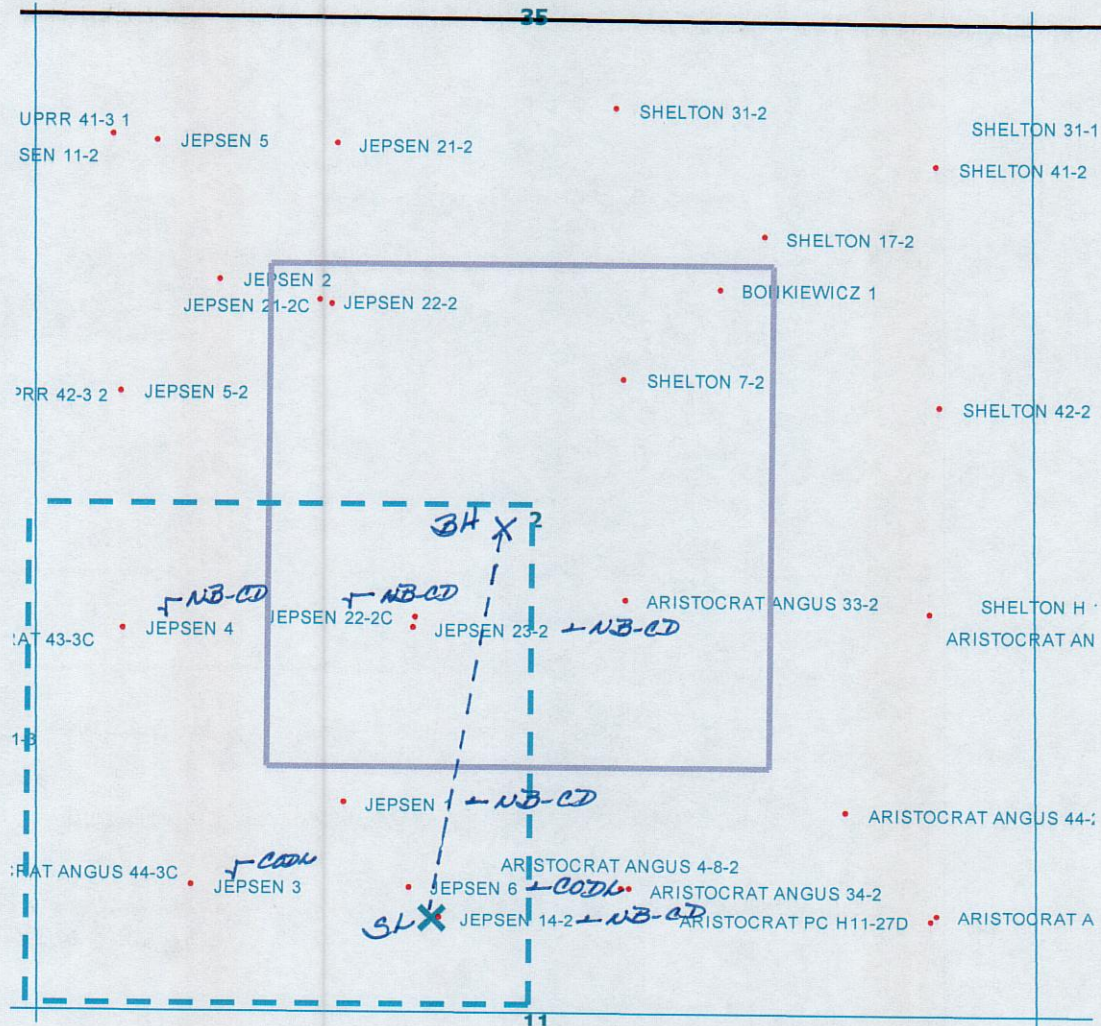 35
UPRR 41-3 1
SEN 11-2
JEPSEN 5
JEPSEN 21-2
SHELTON 31-2
SHELTON 31-1
SHELTON 41-2
SHELTON 17-2
JEPSEN 2
JEPSEN 21-2C
JEPSEN 22-2
BONKIEWICZ 1
PRR 42-3 2
JEPSEN 5-2
SHELTON 7-2
SHELTON 42-2
BH X 2
NB-CD
NB-CD
JEPSEN 4
JEPSEN 22-2C
JEPSEN 23-2 NB-CD
ARISTOCRAT ANGUS 33-2
SHELTON H
RAT 43-3C
ARISTOCRAT AN
JEPSEN 1 NB-CD
ARISTOCRAT ANGUS 44-2
CRAT ANGUS 44-3C
CODL
JEPSEN 3
ARISTOCRAT ANGUS 4-8-2
JEPSEN 6 CODL
ARISTOCRAT ANGUS 34-2
SL X JEPSEN 14-2 NB-CD
ARISTOCRAT PC H11-27D
ARISTOCRAT A
11